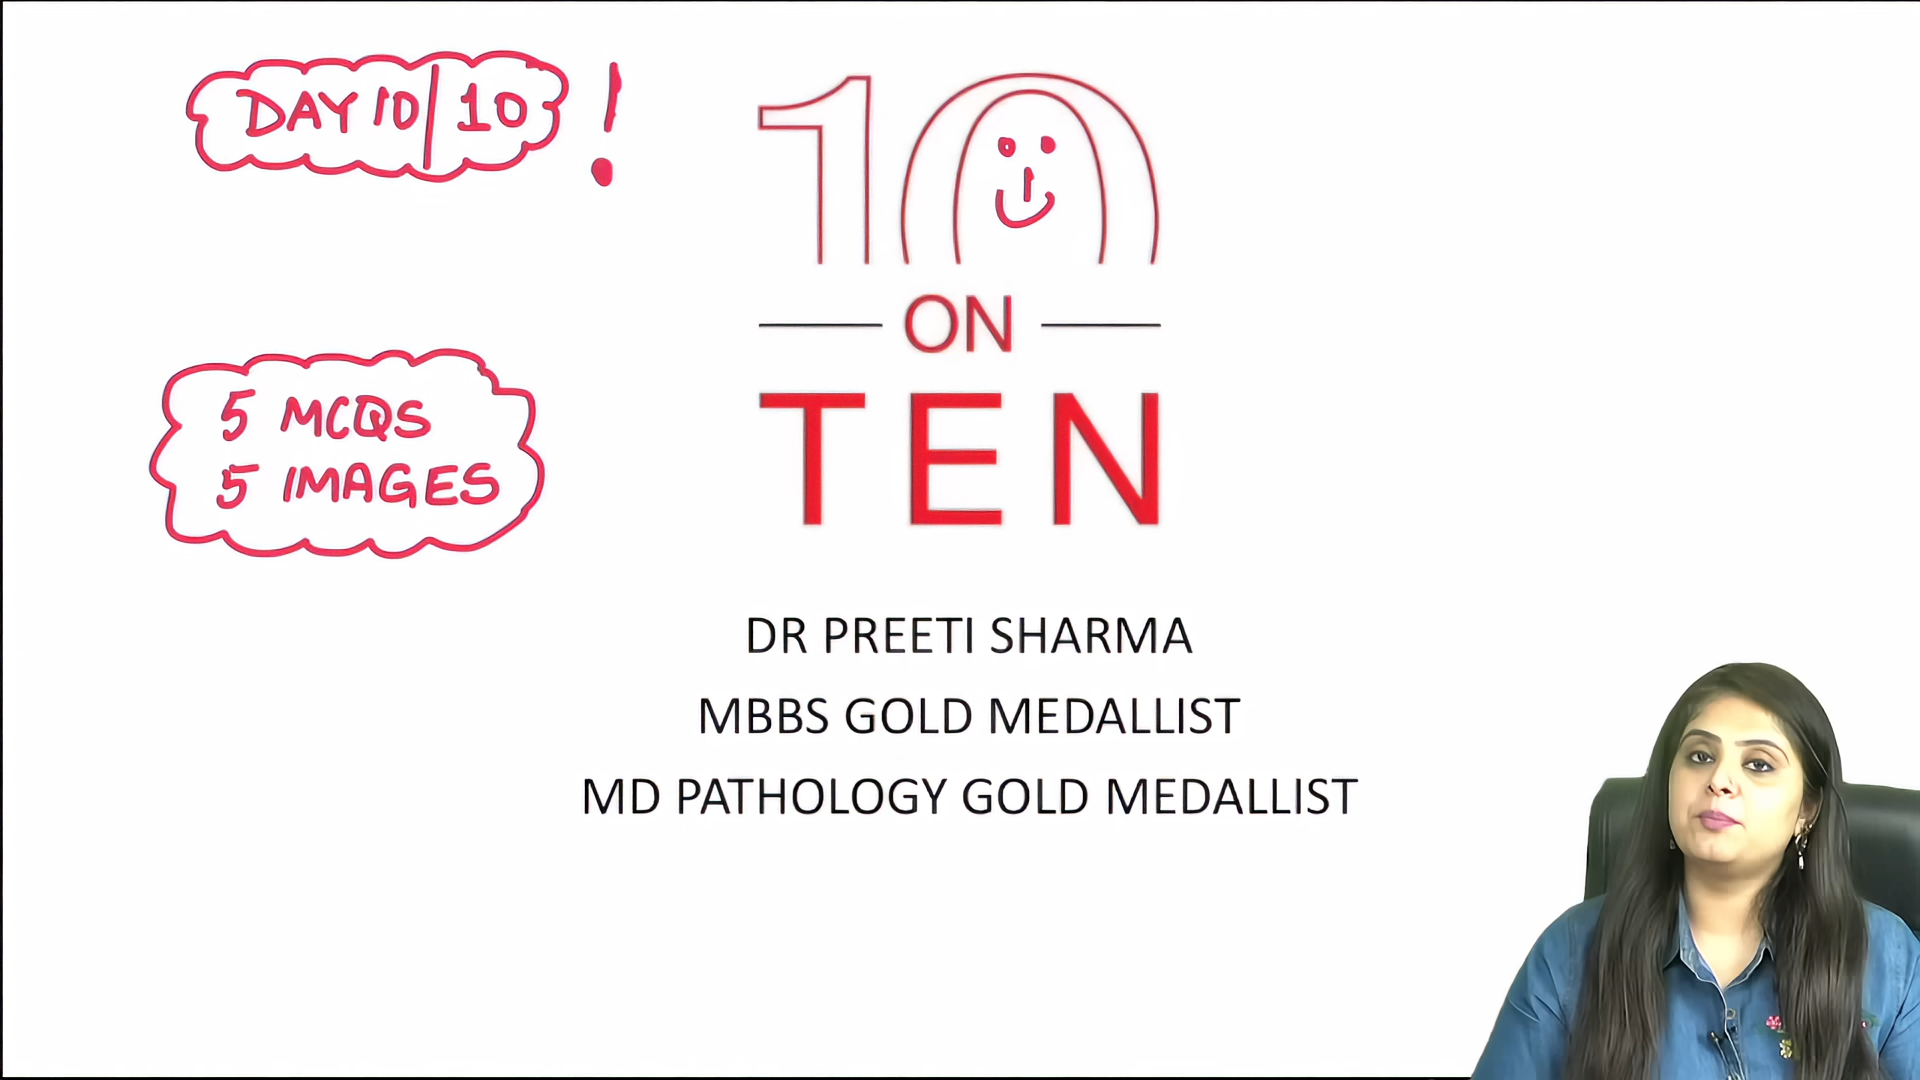 DAY 10/10 !
10
ON
TEN
5 MCQS
5 IMAGES
DR PREETI SHARMA
MBBS GOLD MEDALLIST
MD PATHOLOGY GOLD MEDALLIST